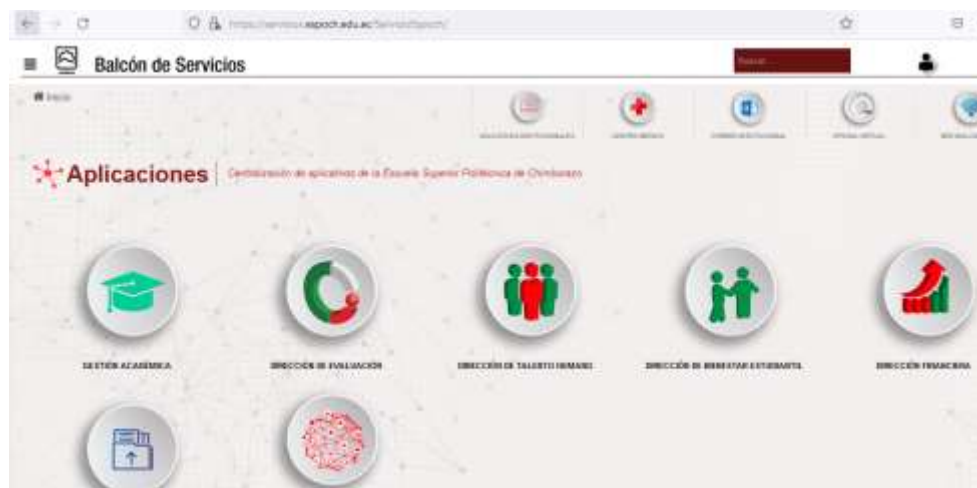 Balcón de Servicios
Inicio
Aplicaciones
Centralización de aplicativos de la Escuela Superior Politécnica de Chimborazo
GESTIÓN ACADÉMICA
DIRECCIÓN DE EVALUACIÓN
DIRECCIÓN DE TALENTO HUMANO
DIRECCIÓN DE BIENESTAR ESTUDIANTIL
DIRECCIÓN FINANCIERA